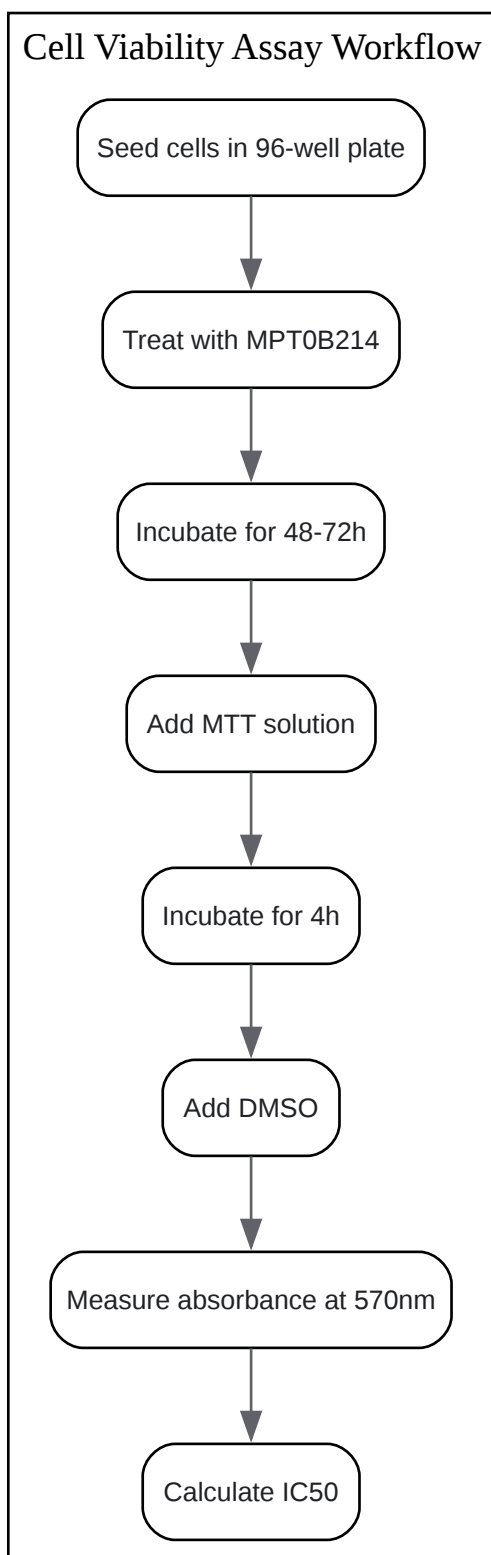 Cell Viability Assay Workflow
Seed cells in 96-well plate
Treat with MPT0B214
Incubate for 48-72h
Add MTT solution
Incubate for 4h
Add DMSO
Measure absorbance at 570nm
Calculate IC50